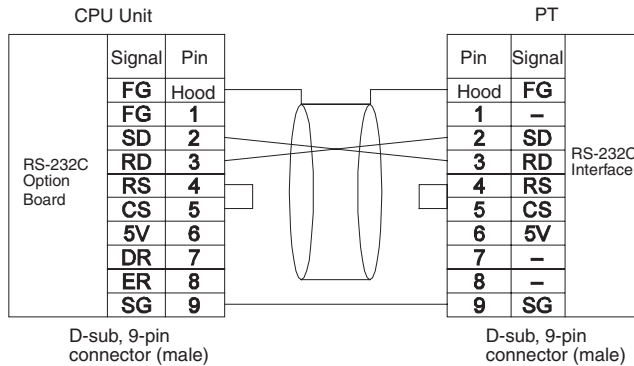 CPU Unit
PT
Signal Pin
Pin Signal
FG Hood
Hood FG
FG 1
1 –
SD 2
2 SD
RD 3
3 RD
RS 4
4 RS
CS 5
5 CS
5V 6
6 5V
DR 7
7 –
ER 8
8 –
SG 9
9 SG
RS-232C
Option
Board
RS-232C
Interface
D-sub, 9-pin
connector (male)
D-sub, 9-pin
connector (male)